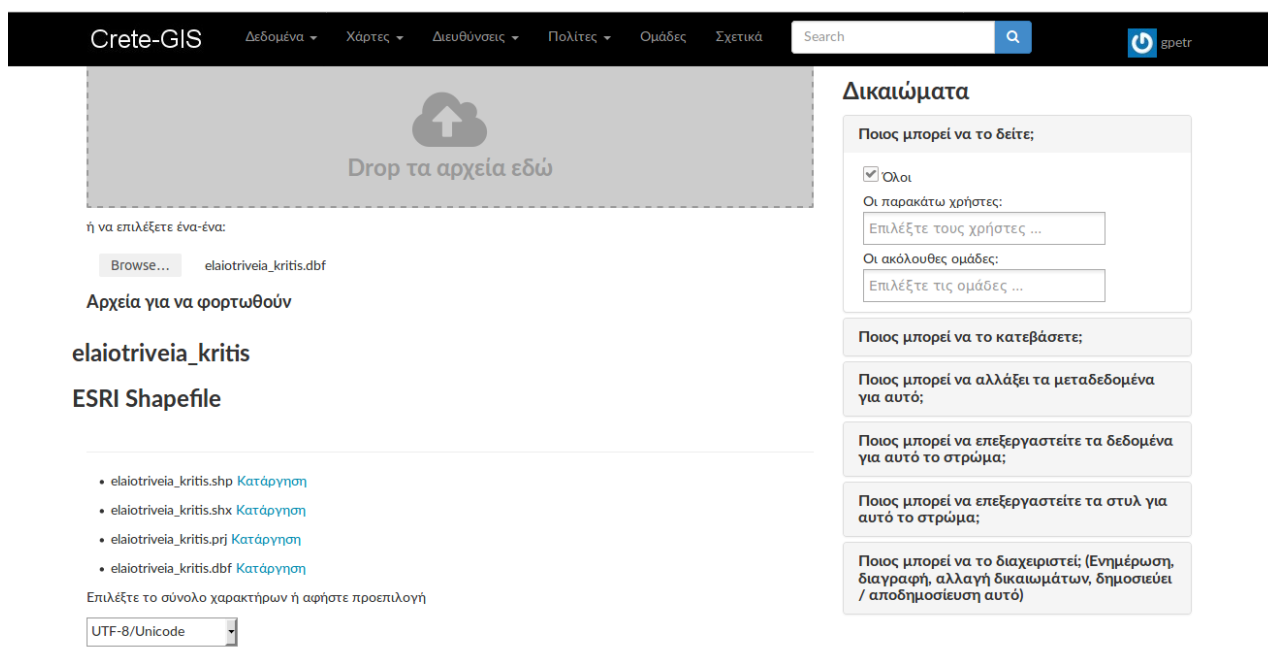 Crete-GIS
Δεδομένα
Χάρτες
Διευθύνσεις
Πολίτες
Ομάδες
Σχετικά
Search
gpetr
Drop τα αρχεία εδώ
ή να επιλέξετε ένα-ένα:
Browse... elaiotriveia_kritis.dbf
Αρχεία για να φορτωθούν
elaiotriveia_kritis
ESRI Shapefile
• elaiotriveia_kritis.shp Κατάργηση
• elaiotriveia_kritis.shx Κατάργηση
• elaiotriveia_kritis.prj Κατάργηση
• elaiotriveia_kritis.dbf Κατάργηση
Επιλέξτε το σύνολο χαρακτήρων ή αφήστε προεπιλογή
UTF-8/Unicode
Δικαιώματα
Ποιος μπορεί να το δείτε;
Όλοι
Οι παρακάτω χρήστες:
Επιλέξτε τους χρήστες ...
Οι ακόλουθες ομάδες:
Επιλέξτε τις ομάδες ...
Ποιος μπορεί να το κατεβάσετε;
Ποιος μπορεί να αλλάξει τα μεταδεδομένα
για αυτό;
Ποιος μπορεί να επεξεργαστείτε τα δεδομένα
για αυτό το στρώμα;
Ποιος μπορεί να επεξεργαστείτε τα στυλ για
αυτό το στρώμα;
Ποιος μπορεί να το διαχειριστεί; (Ενημέρωση,
διαγραφή, αλλαγή δικαιωμάτων, δημοσιεύει
/ αποδημοσίευση αυτό)